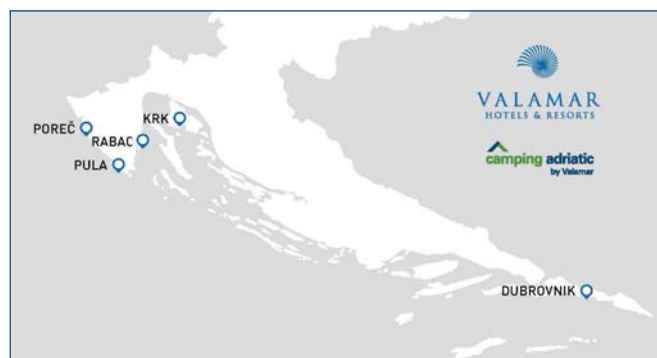 VALAMAR
HOTELS & RESORTS
camping adriatic
by Valamar
KRK
POREČ
RABAC
PULA
DUBROVNIK